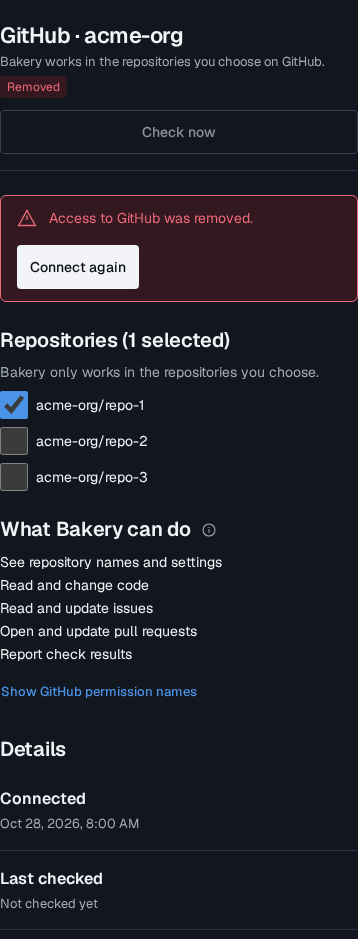 GitHub · acme-org
Bakery works in the repositories you choose on GitHub.
Removed
Check now
Access to GitHub was removed.
Connect again
Repositories (1 selected)
Bakery only works in the repositories you choose.
acme-org/repo-1
acme-org/repo-2
acme-org/repo-3
What Bakery can do
See repository names and settings
Read and change code
Read and update issues
Open and update pull requests
Report check results
Show GitHub permission names
Details
Connected
Oct 28, 2026, 8:00 AM
Last checked
Not checked yet